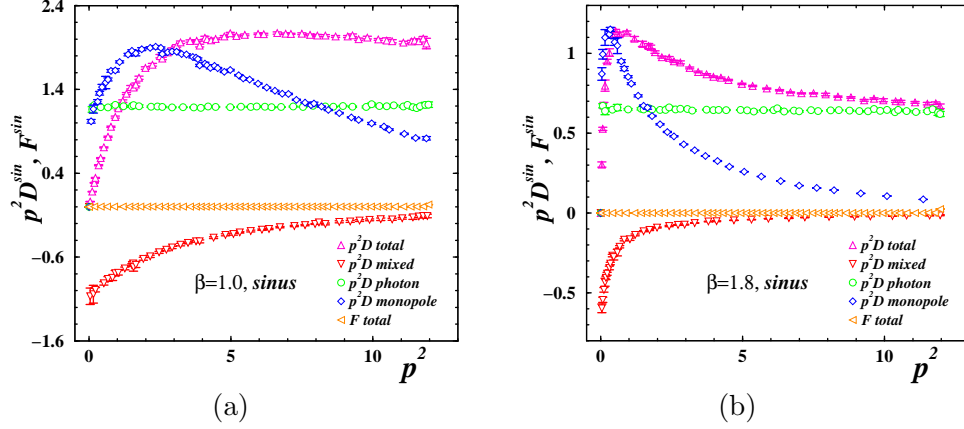 2.4
1.4
0.4
−0.6
−1.6
p²D^sin, F^sin
0
5
10
p²
β=1.0, sinus
p²D total
p²D mixed
p²D photon
p²D monopole
F total
(a)
1
0.5
0
−0.5
p²D^sin, F^sin
0
5
10
p²
β=1.8, sinus
p²D total
p²D mixed
p²D photon
p²D monopole
F total
(b)